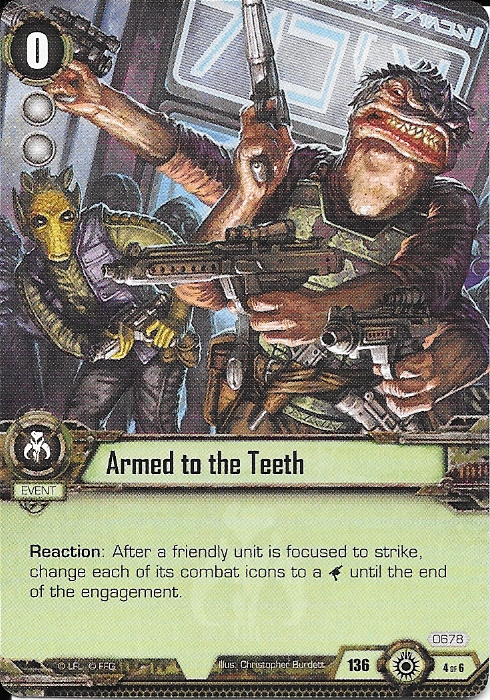 0
Armed to the Teeth
EVENT
Reaction: After a friendly unit is focused to strike,
change each of its combat icons to a until the end
of the engagement.
0678
© LFL © FFG
Illus. Christopher Burdett
136
4 OF 6